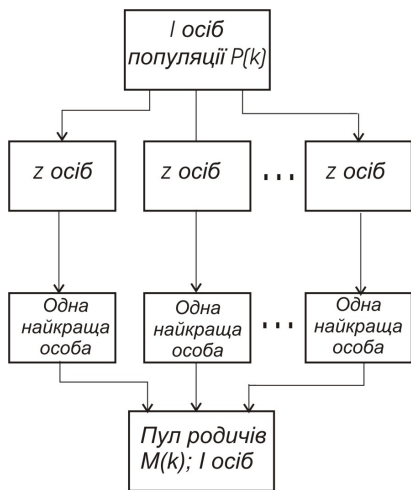 I осіб
популяції P(k)
z осіб
z осіб
...
z осіб
Одна
найкраща
особа
Одна
найкраща
особа
...
Одна
найкраща
особа
Пул родичів
M(k); I осіб